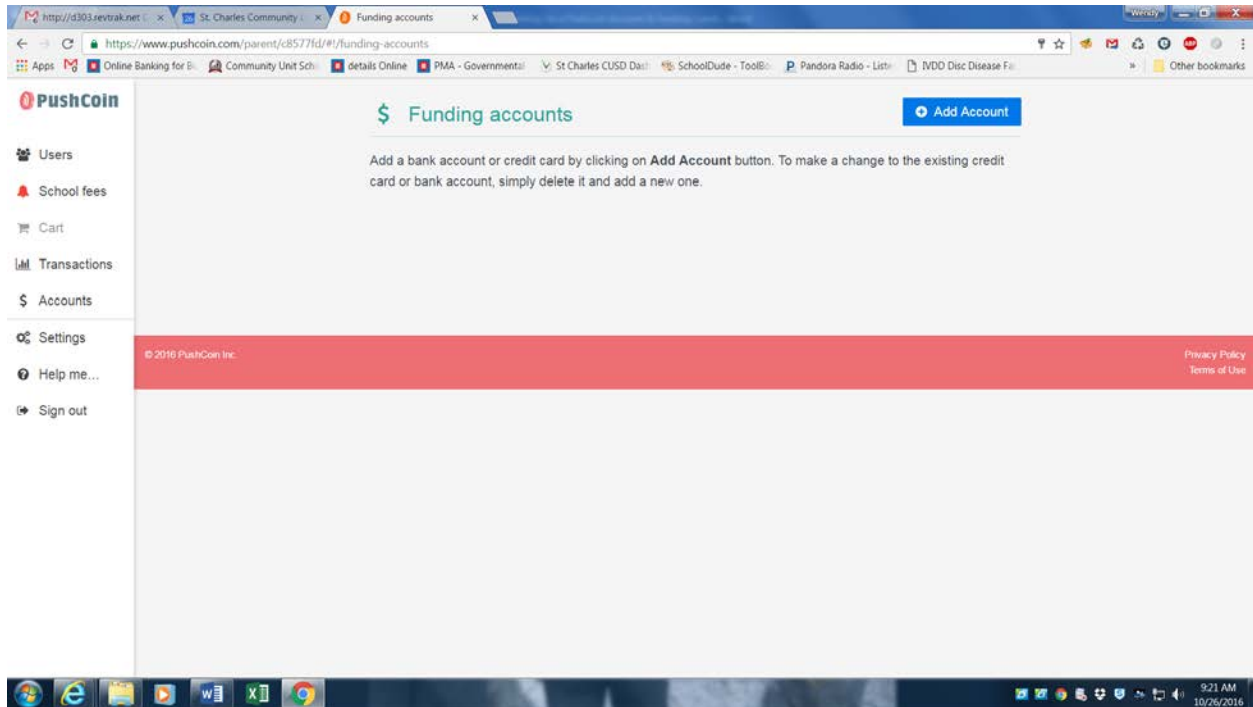 http://d303.revtrak.net
St. Charles Community
Funding accounts
Wendy
https://www.pushcoin.com/parent/c8577fd/#!/funding-accounts
Apps
Online Banking for
Community Unit Sch
details Online
PMA - Governmental
St Charles CUSD Das
SchoolDude - ToolBo
Pandora Radio - Liste
IVDD Disc Disease Fa
»
Other bookmarks
PushCoin
Users
School fees
Cart
Transactions
$ Accounts
Settings
Help me...
Sign out
$ Funding accounts
Add Account
Add a bank account or credit card by clicking on Add Account button. To make a change to the existing credit
card or bank account, simply delete it and add a new one.
© 2016 PushCoin Inc.
Privacy Policy
Terms of Use
9:21 AM
10/26/2016